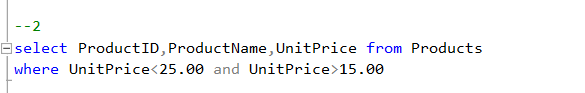 --2
select ProductID,ProductName,UnitPrice from Products
where UnitPrice<25.00 and UnitPrice>15.00